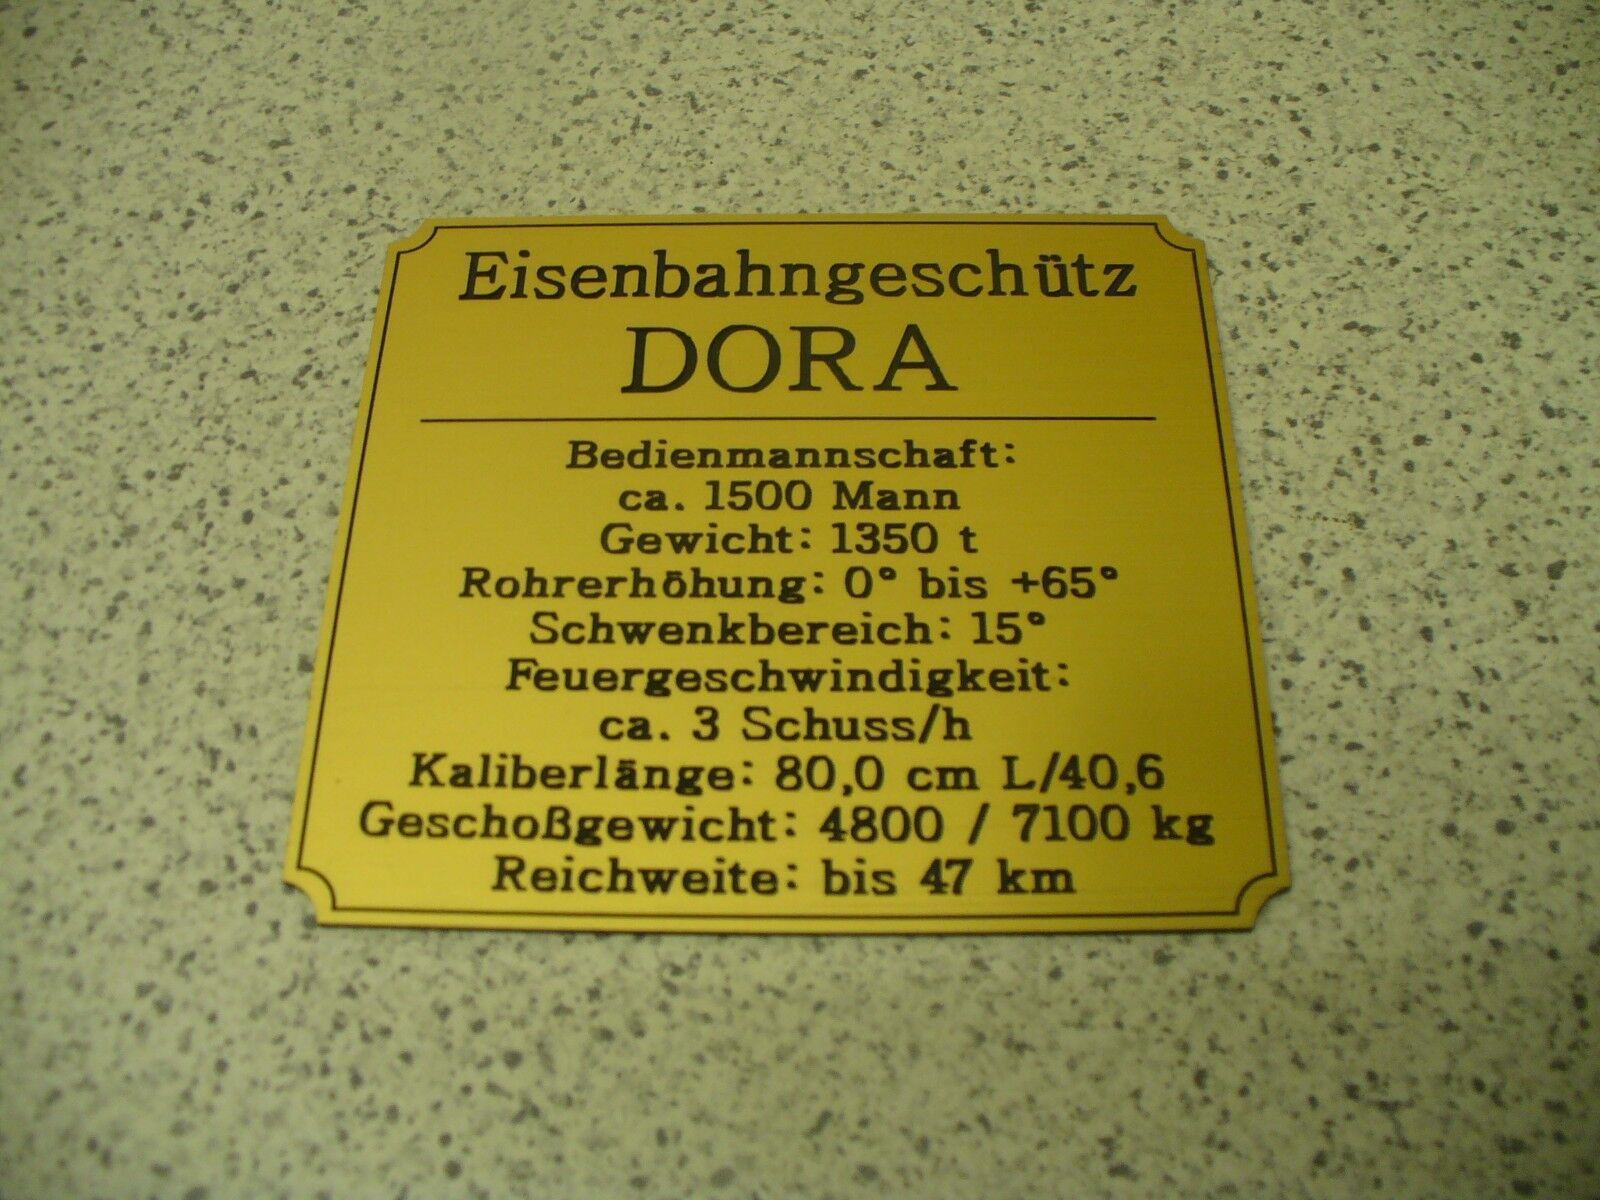 Eisenbahngeschütz
DORA
Bedienmannschaft:
ca. 1500 Mann
Gewicht: 1350 t
Rohrerhöhung: 0° bis +65°
Schwenkbereich: 15°
Feuergeschwindigkeit:
ca. 3 Schuss/h
Kaliberlänge: 80,0 cm L/40,6
Geschoßgewicht: 4800 / 7100 kg
Reichweite: bis 47 km